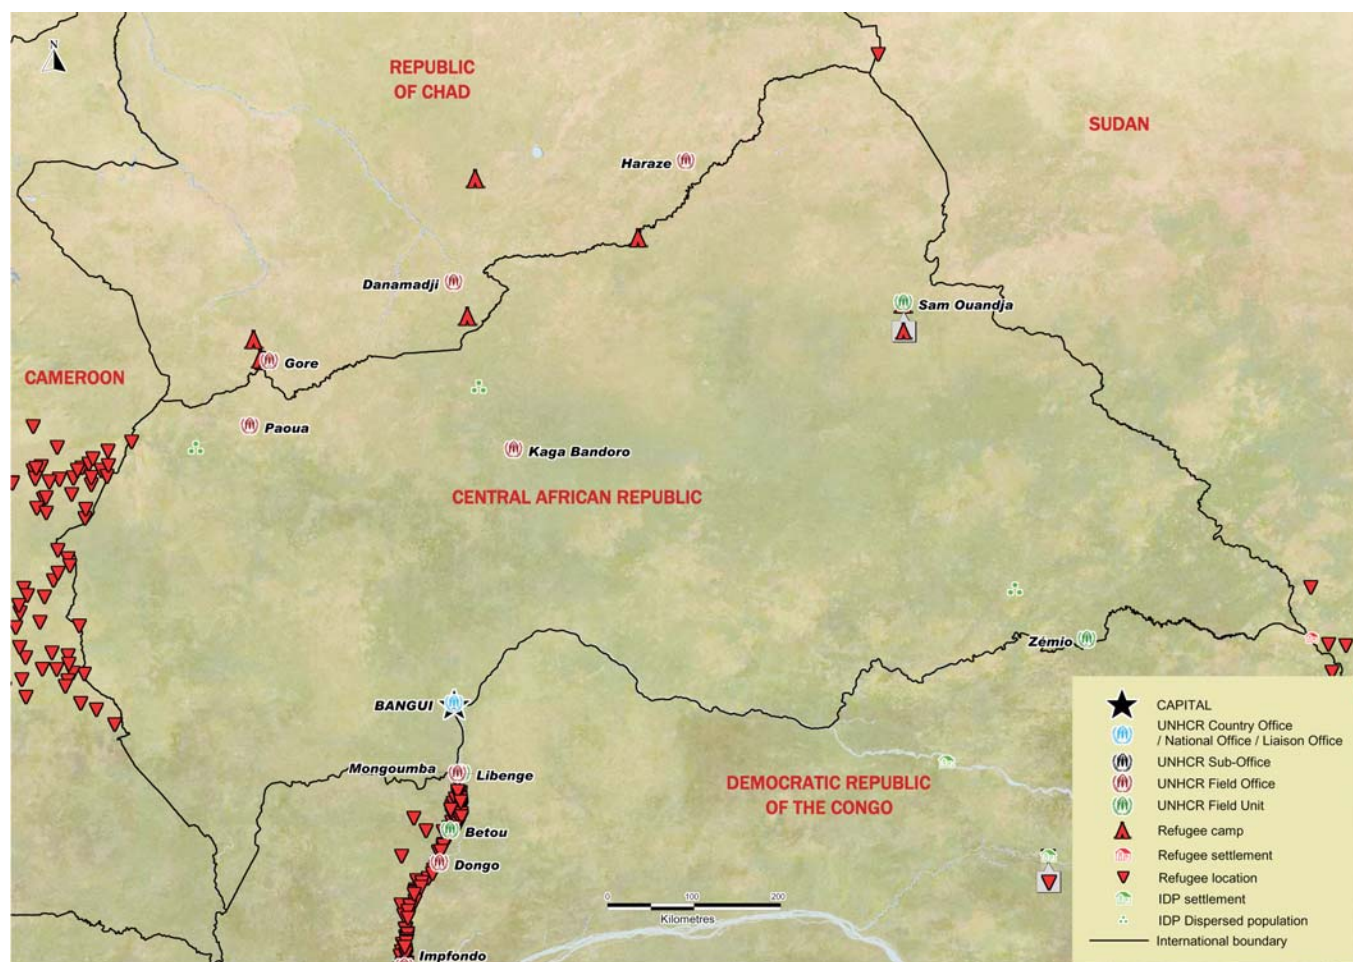 N
REPUBLIC
OF CHAD
SUDAN
Haraze
Danamadji
Sam Ouandja
Gore
CAMEROON
Paoua
Kaga Bandoro
CENTRAL AFRICAN REPUBLIC
Zémio
BANGUI
Mongoumba
Libenge
DEMOCRATIC REPUBLIC
OF THE CONGO
Betou
Dongo
Impfondo
0 100 200
Kilometres
CAPITAL
UNHCR Country Office
/ National Office / Liaison Office
UNHCR Sub-Office
UNHCR Field Office
UNHCR Field Unit
Refugee camp
Refugee settlement
Refugee location
IDP settlement
IDP Dispersed population
International boundary